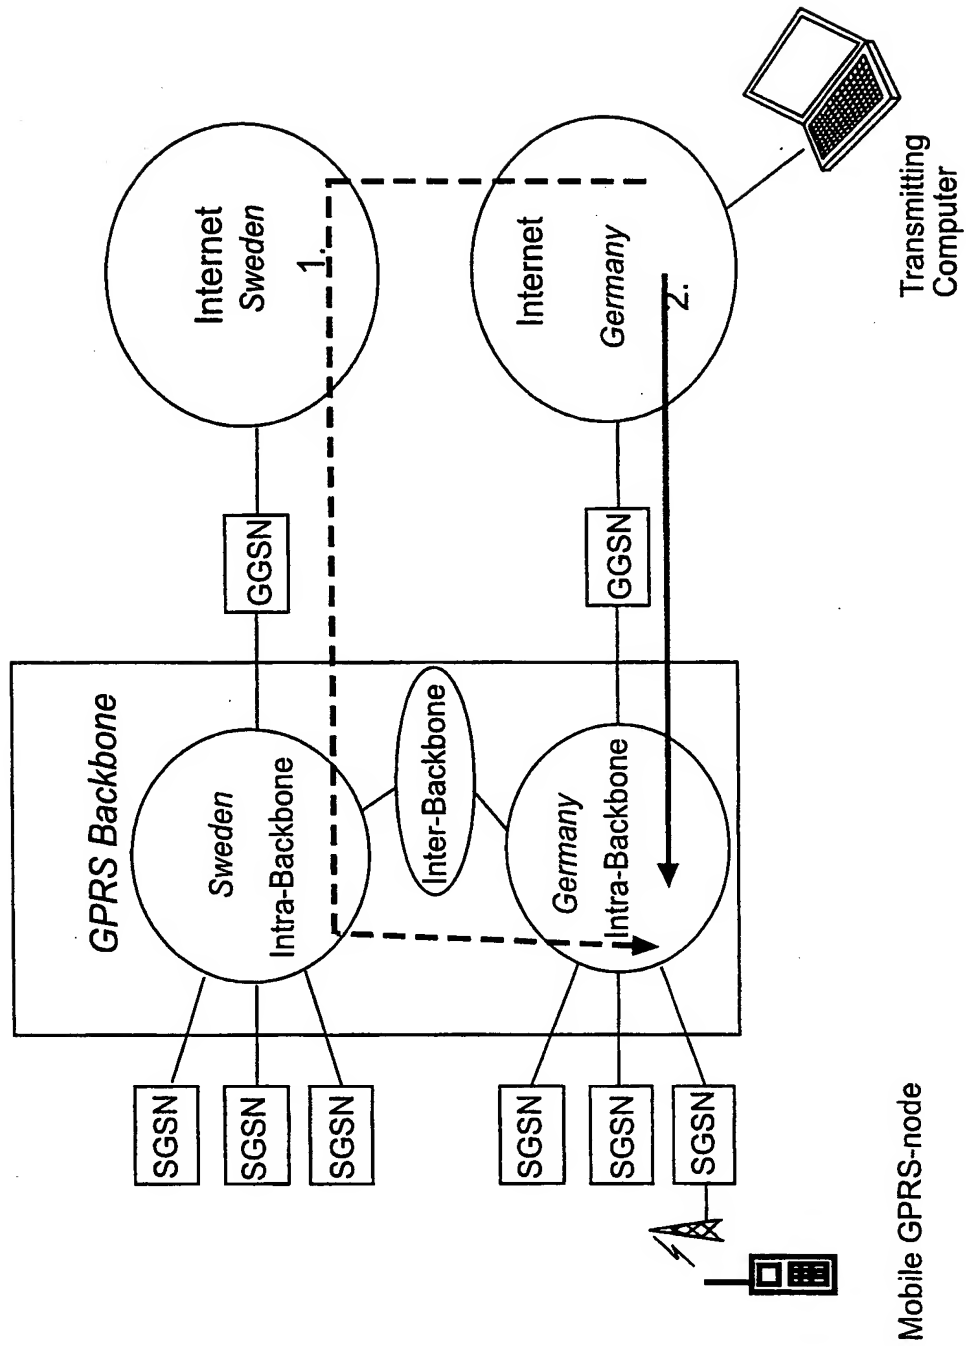 GPRS Backbone
Sweden
Intra-Backbone
Inter-Backbone
Germany
Intra-Backbone
SGSN
SGSN
SGSN
SGSN
SGSN
SGSN
GGSN
GGSN
Internet
Sweden
1.
Internet
Germany
2.
Mobile GPRS-node
Transmitting
Computer